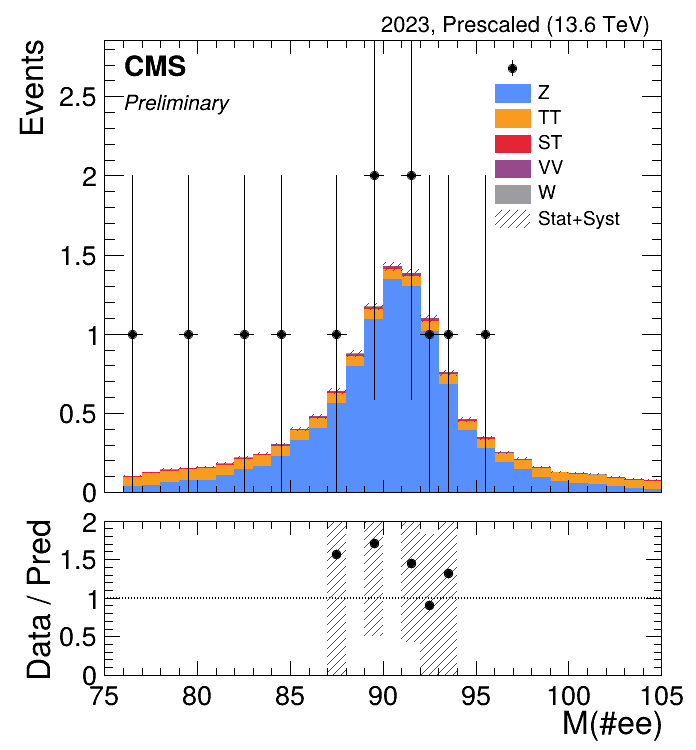 2023, Prescaled (13.6 TeV)
CMS
Preliminary
Events
Z
TT
ST
VV
W
Stat+Syst
2.5
2
1.5
1
0.5
0
Data / Pred
2
1.5
1
0.5
0
75 80 85 90 95 100 105
M(#ee)